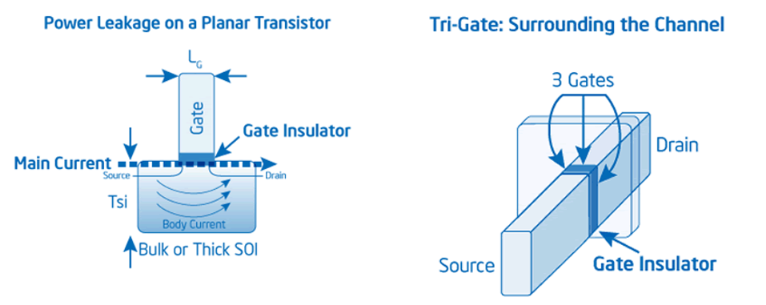 Power Leakage on a Planar Transistor
LG
Gate
Gate Insulator
Main Current
Source
Drain
Tsi
Body Current
Bulk or Thick SOI
Tri-Gate: Surrounding the Channel
3 Gates
Drain
Source
Gate Insulator